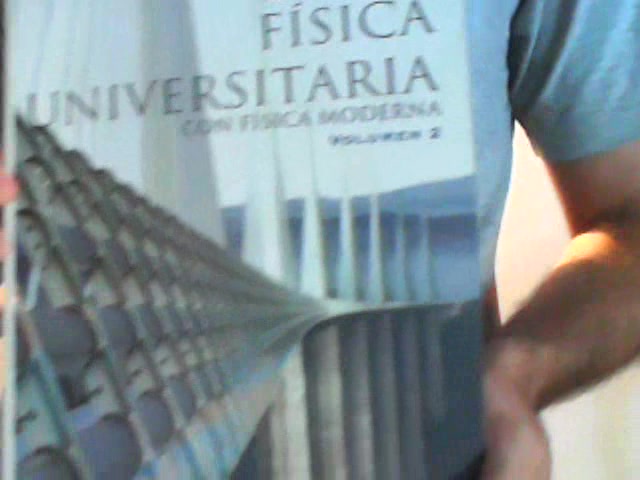 FÍSICA
UNIVERSITARIA
CON FÍSICA MODERNA
VOLUMEN 2